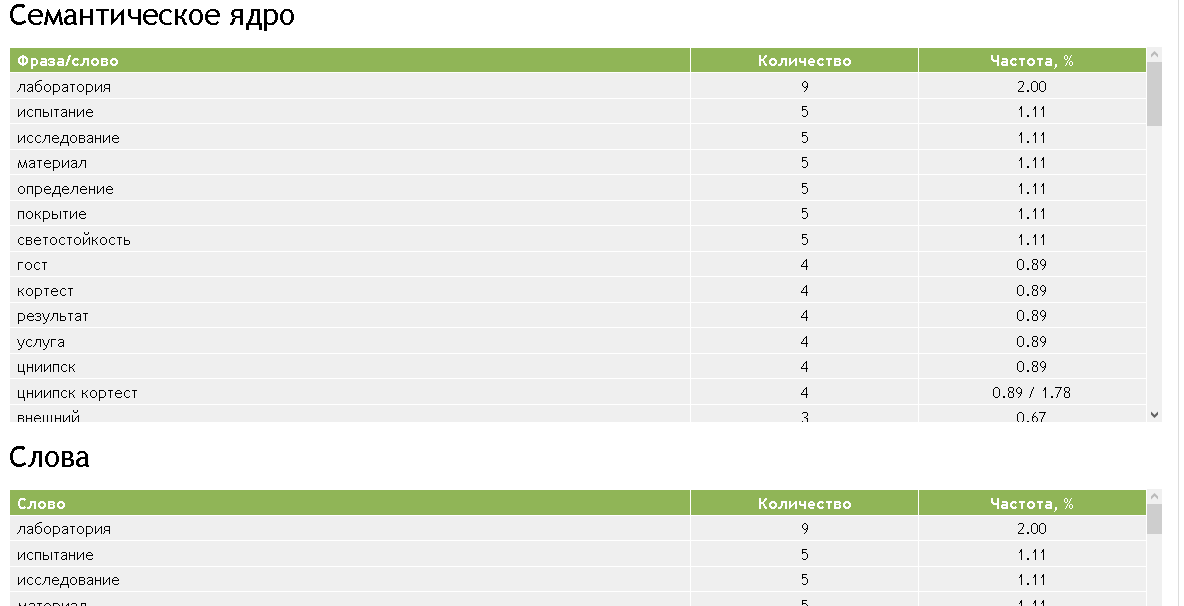 Семантическое ядро
Фраза/слово Количество Частота, %
лаборатория 9 2.00
испытание 5 1.11
исследование 5 1.11
материал 5 1.11
определение 5 1.11
покрытие 5 1.11
светостойкость 5 1.11
гост 4 0.89
кортест 4 0.89
результат 4 0.89
услуга 4 0.89
цниипск 4 0.89
цниипск кортест 4 0.89 / 1.78
внешний 3 0.67
Слова
Слово Количество Частота, %
лаборатория 9 2.00
испытание 5 1.11
исследование 5 1.11
материал 5 1.11